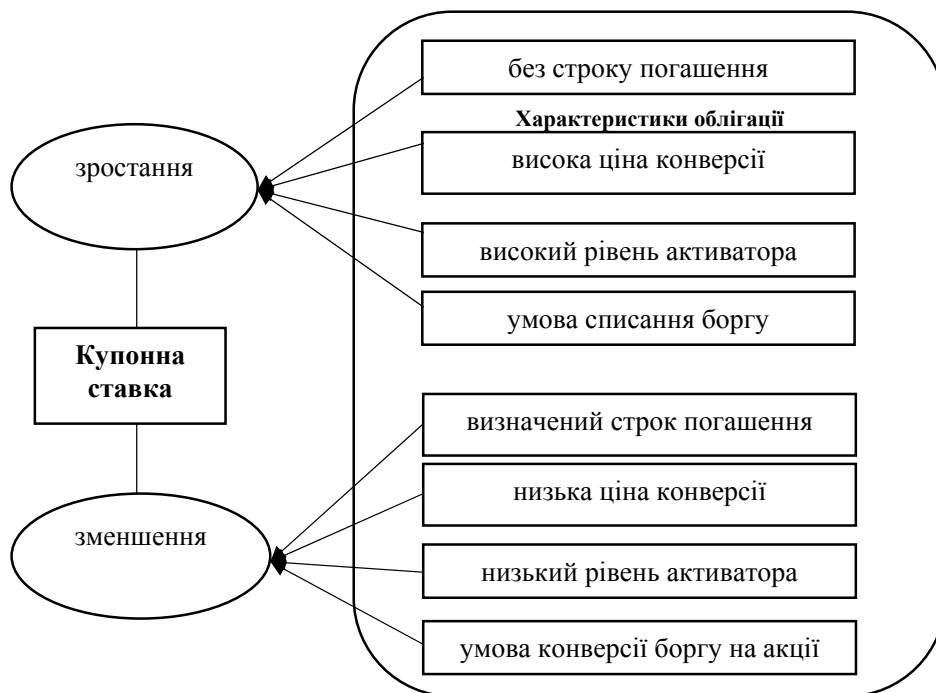 без строку погашення
Характеристики облігації
висока ціна конверсії
зростання
високий рівень активатора
умова списання боргу
Купонна
ставка
визначений строк погашення
низька ціна конверсії
зменшення
низький рівень активатора
умова конверсії боргу на акції